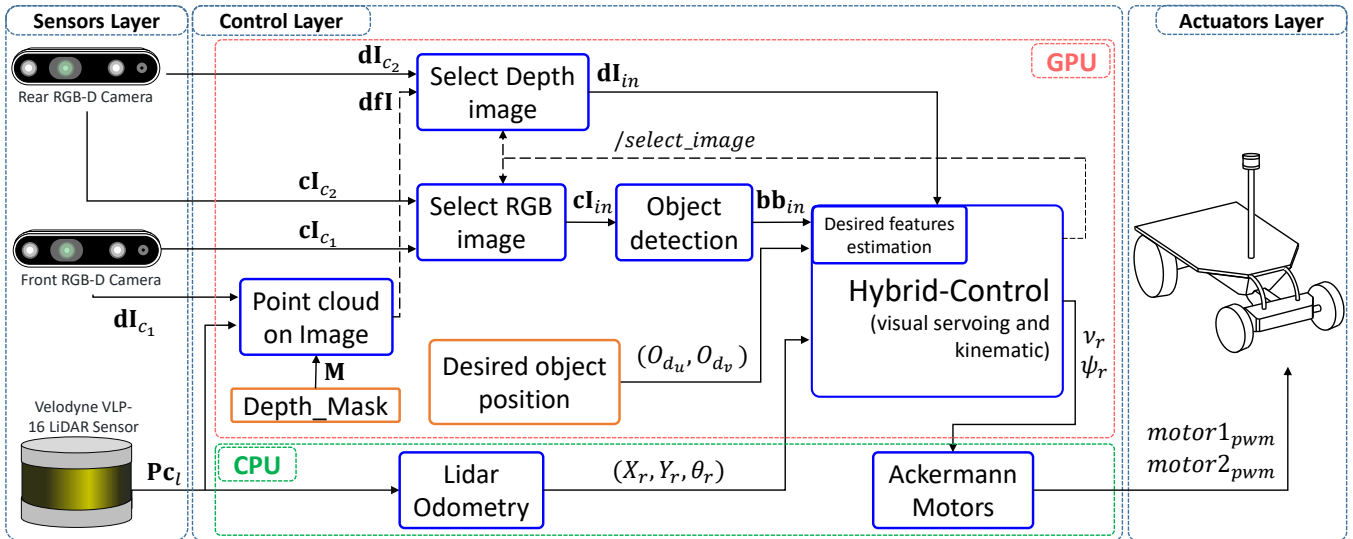 Sensors Layer
Control Layer
Actuators Layer
GPU
Rear RGB-D Camera
dI_{c_2}
dfI
Select Depth
image
dI_{in}
/select_image
cI_{c_2}
cI_{c_1}
Select RGB
image
cI_{in}
Object
detection
bb_{in}
Desired features
estimation
Hybrid-Control
(visual servoing and
kinematic)
Front RGB-D Camera
dI_{c_1}
Point cloud
on Image
M
Depth_Mask
Desired object
position
(O_{d_u}, O_{d_v})
ν_r
ψ_r
Velodyne VLP-
16 LiDAR Sensor
Pc_l
CPU
Lidar
Odometry
(X_r, Y_r, θ_r)
Ackermann
Motors
motor1_{pwm}
motor2_{pwm}